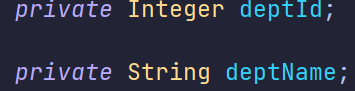 private Integer deptId;
private String deptName;